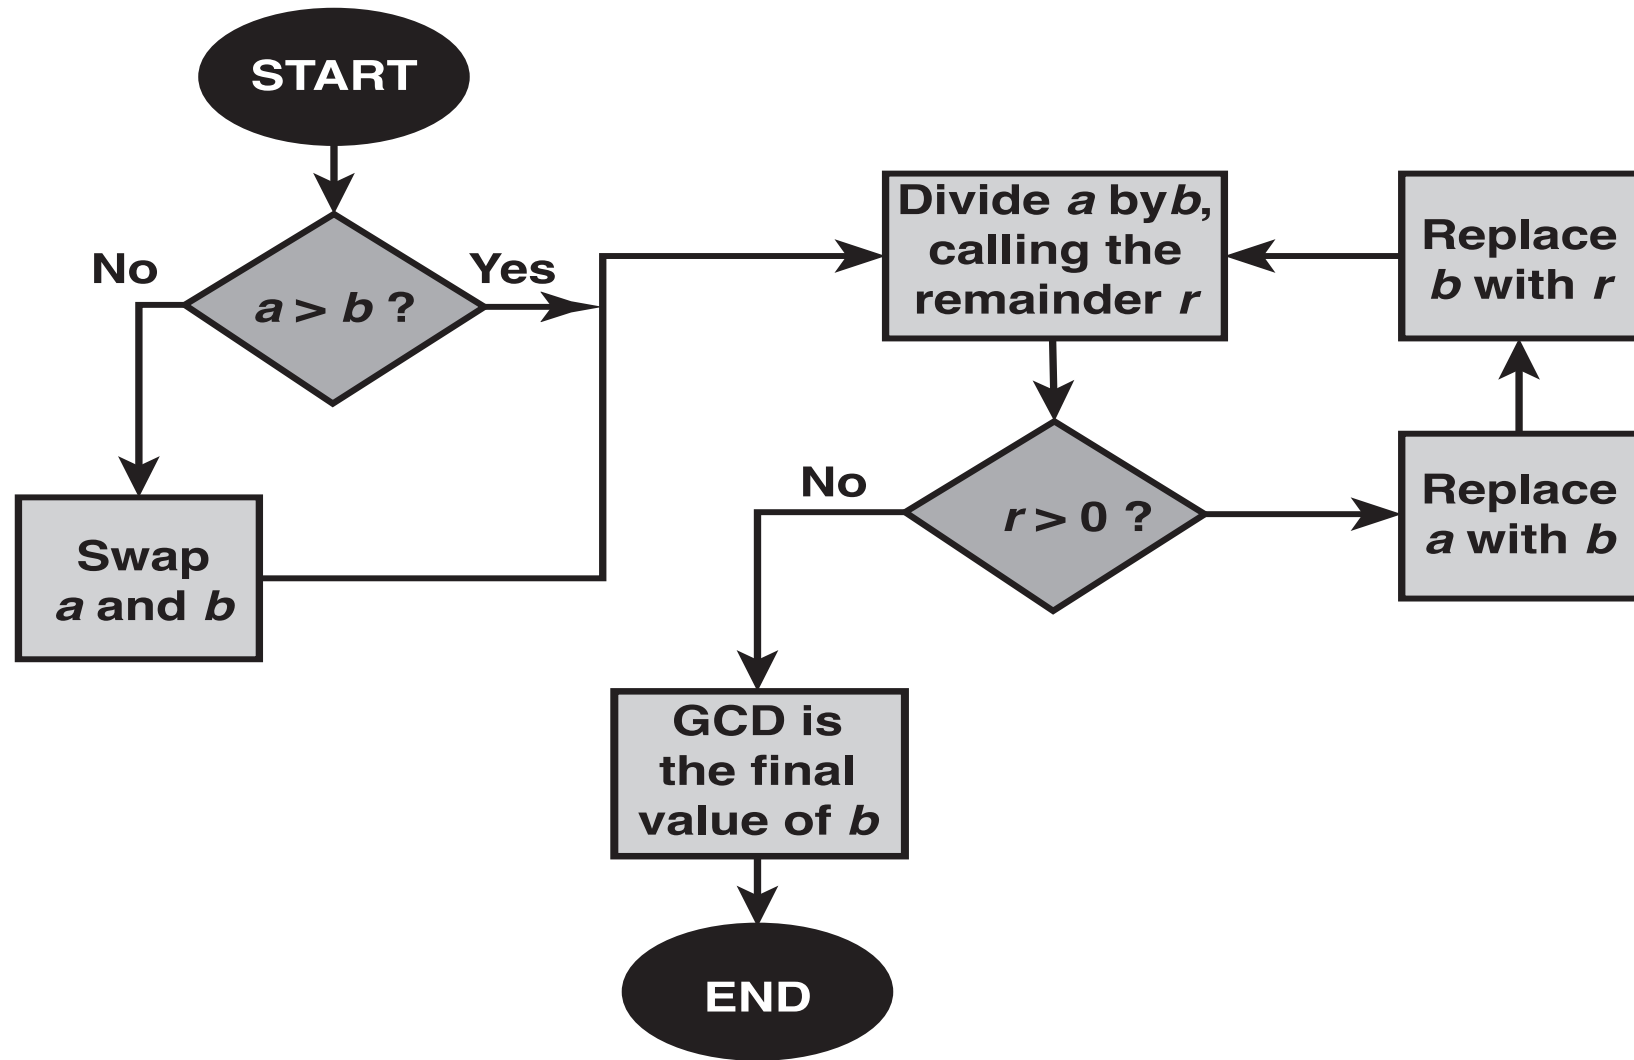 START
No
Yes
a > b ?
Swap
a and b
Divide a byb,
calling the
remainder r
Replace
b with r
No
r > 0 ?
Replace
a with b
GCD is
the final
value of b
END